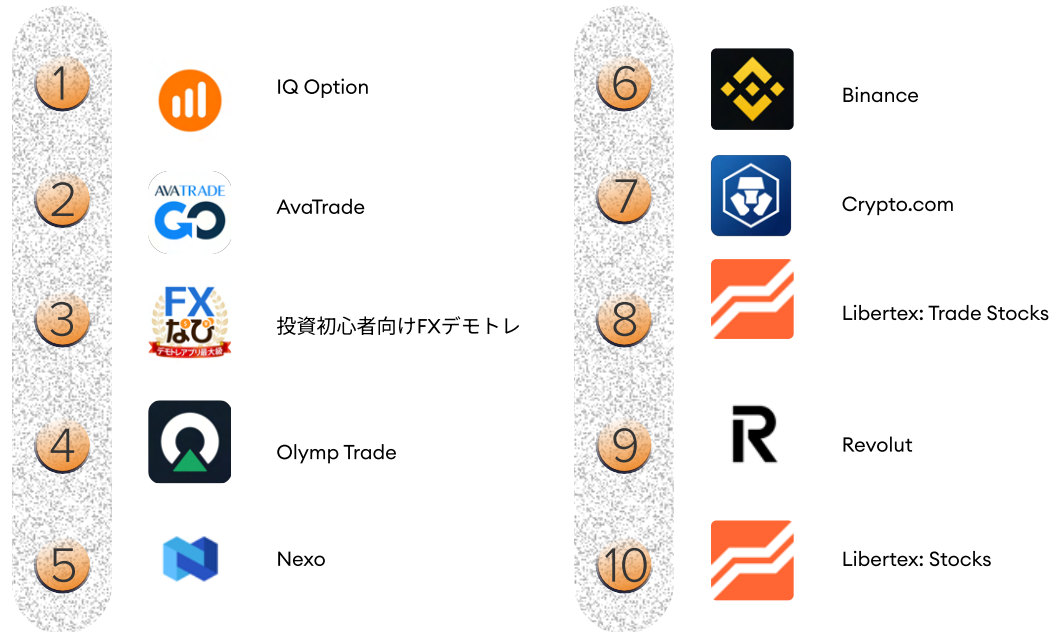 1
IQ Option
2
AVATRADE
GO
AvaTrade
3
FX
なび
デモトレアプリ最大級
投資初心者向けFXデモトレ
4
Olymp Trade
5
Nexo
6
Binance
7
Crypto.com
8
Libertex: Trade Stocks
9
R
Revolut
10
Libertex: Stocks